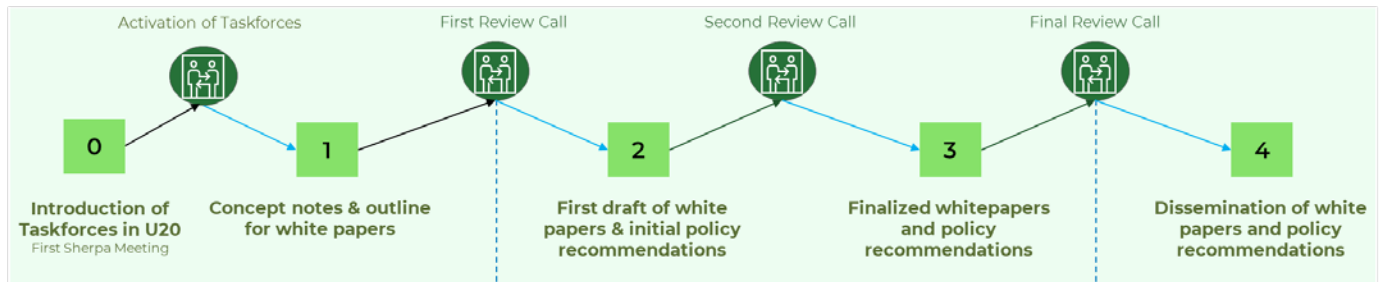 Activation of Taskforces
First Review Call
Second Review Call
Final Review Call
0
1
2
3
4
Introduction of
Taskforces in U20
First Sherpa Meeting
Concept notes & outline
for white papers
First draft of white
papers & initial policy
recommendations
Finalized whitepapers
and policy
recommendations
Dissemination of white
papers and policy
recommendations